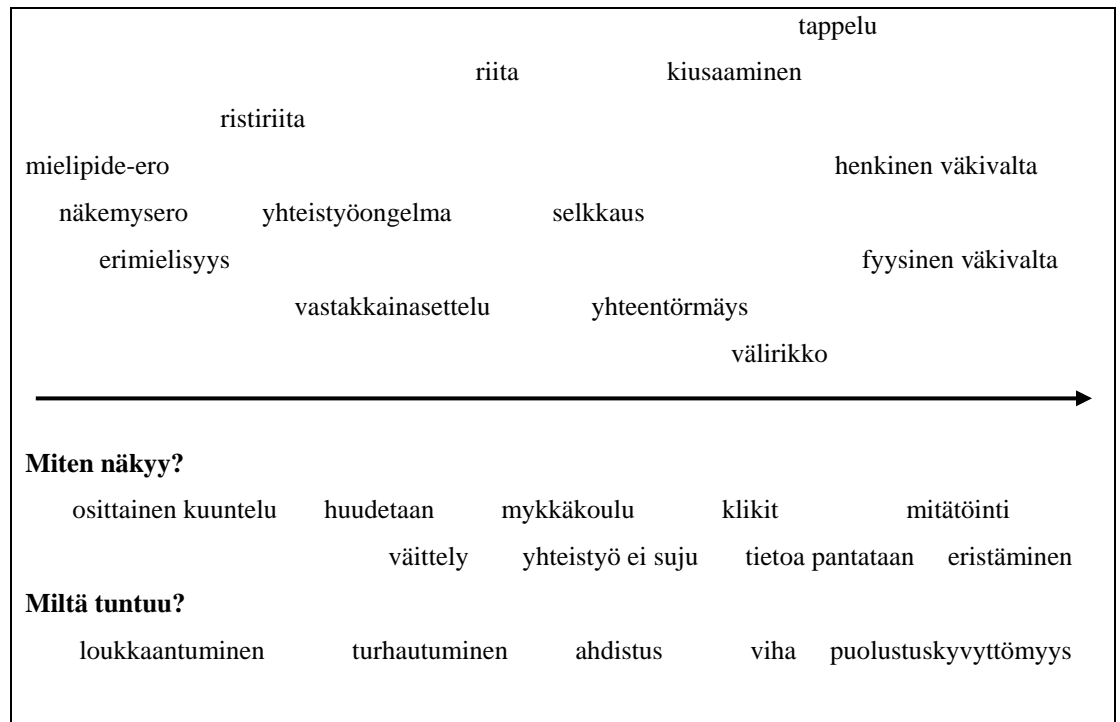 tappelu
riita kiusaaminen
ristiriita
mielipide-ero henkinen väkivalta
näkemysero yhteistyöongelma selkkaus
erimielisyys fyysinen väkivalta
vastakkainasettelu yhteentörmäys
välirikko
Miten näkyy?
osittainen kuuntelu huudetaan mykkäkoulu klikit mitätöinti
väittely yhteistyö ei suju tietoa pantataan eristäminen
Miltä tuntuu?
loukkaantuminen turhautuminen ahdistus viha puolustuskyvyttömyys